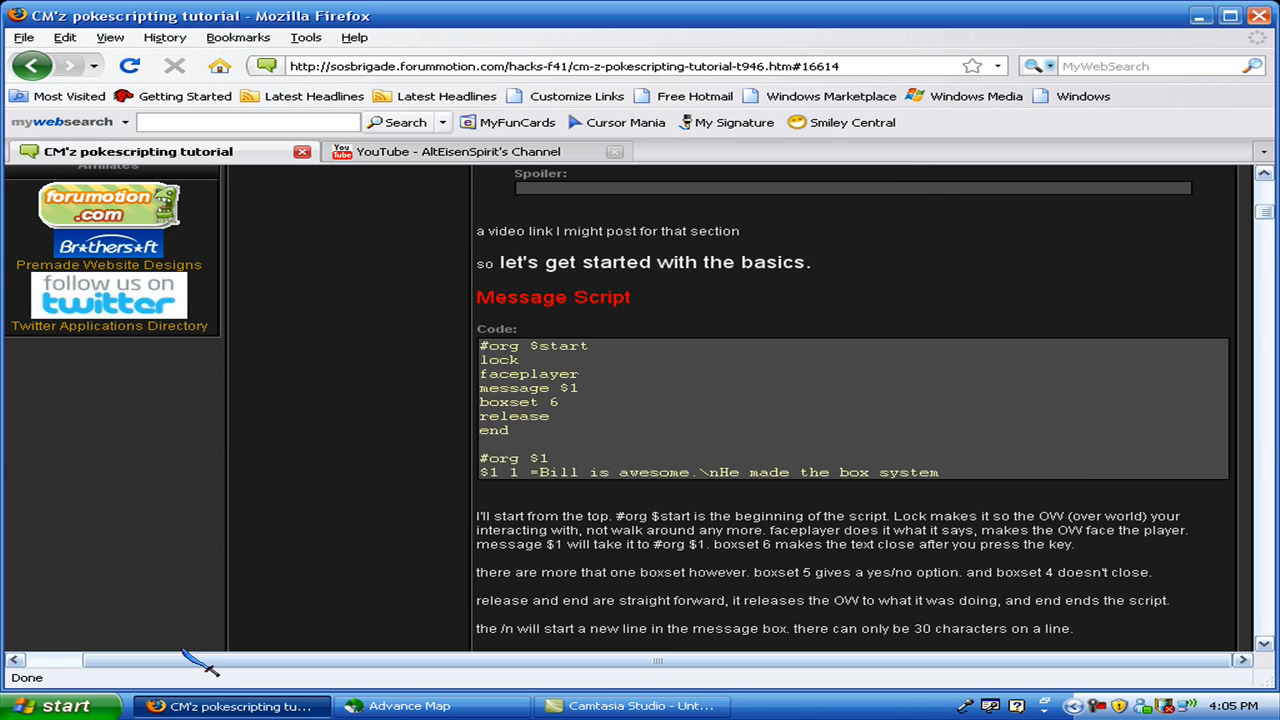 CM'z pokescripting tutorial - Mozilla Firefox
File Edit View History Bookmarks Tools Help
http://sosbrigade.forummotion.com/hacks-f41/cm-z-pokescripting-tutorial-t946.htm#16614
MyWebSearch
Most Visited Getting Started Latest Headlines Latest Headlines Customize Links Free Hotmail Windows Marketplace Windows Media Windows
mywebsearch Search MyFunCards Cursor Mania My Signature Smiley Central
CM'z pokescripting tutorial YouTube - AltEisenSpirit's Channel
Affiliates
forumotion
.com
Br★thers★ft
Premade Website Designs
follow us on
twitter
Twitter Applications Directory
Spoiler:
a video link I might post for that section
so let's get started with the basics.
Message Script
Code:
#org $start
lock
faceplayer
message $1
boxset 6
release
end
#org $1
$1 1 =Bill is awesome.\nHe made the box system
I'll start from the top. #org $start is the beginning of the script. Lock makes it so the OW (over world) your
interacting with, not walk around any more. faceplayer does it what it says, makes the OW face the player.
message $1 will take it to #org $1. boxset 6 makes the text close after you press the key.
there are more that one boxset however. boxset 5 gives a yes/no option. and boxset 4 doesn't close.
release and end are straight forward, it releases the OW to what it was doing, and end ends the script.
the /n will start a new line in the message box. there can only be 30 characters on a line.
Done
start CM'z pokescripting tu... Advance Map Camtasia Studio - Unt... 4:05 PM